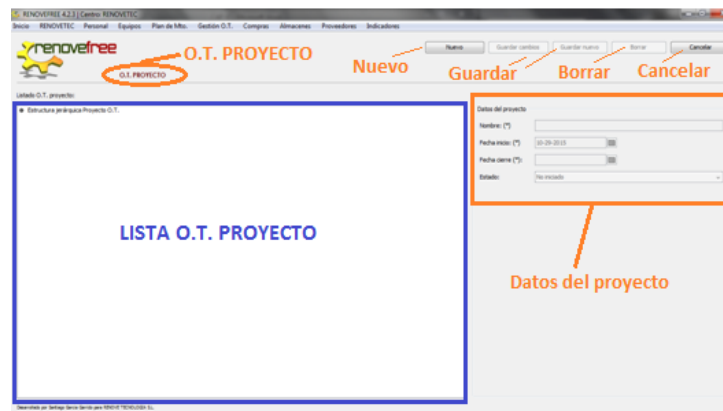 RENOVEFREE 4.2.3 | Centro: RENOVETEC
Inicio RENOVETEC Personal Equipos Plan de Mto. Gestión O.T. Compras Almacenes Proveedores Indicadores
renovefree
O.T. PROYECTO
O.T. PROYECTO
Nuevo Guardar cambios Guardar nuevo Borrar Cancelar
Nuevo Guardar Borrar Cancelar
Listado O.T. proyecto:
Estructura jerárquica Proyecto O.T.
Datos del proyecto
Nombre: (*)
Fecha inicio: (*) 10-29-2015
Fecha cierre (*):
Estado: No iniciado
LISTA O.T. PROYECTO
Datos del proyecto
Desarrollado por Santiago García Garrido para RENOVE TECNOLOGÍA S.L.